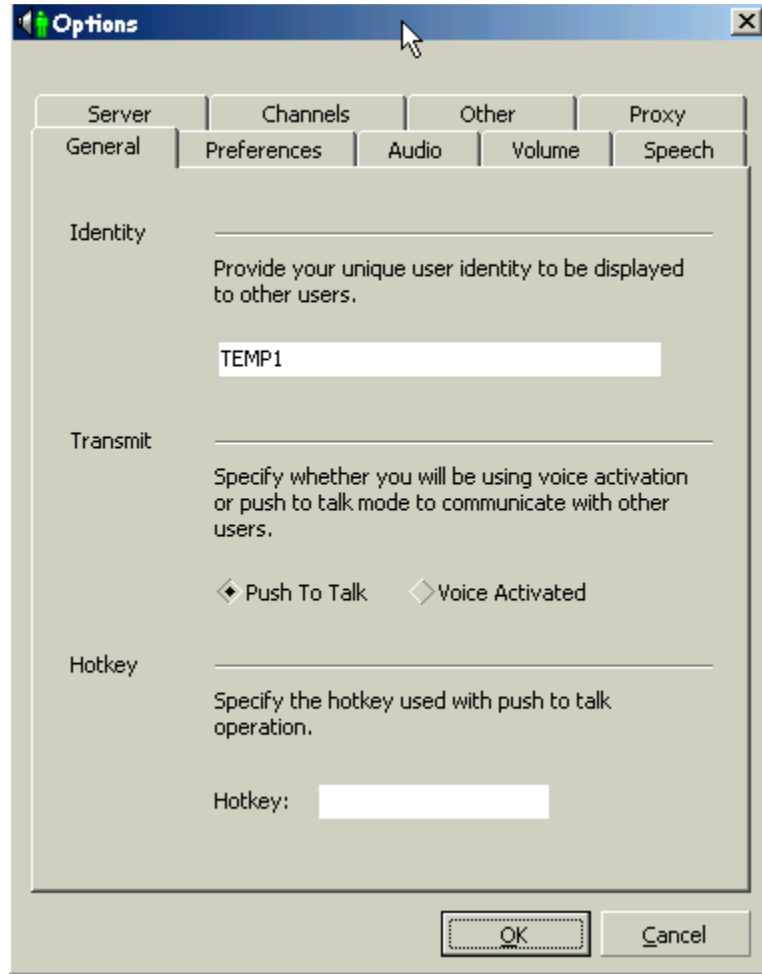 Options
Server Channels Other Proxy
General Preferences Audio Volume Speech
Identity
Provide your unique user identity to be displayed
to other users.
TEMP1
Transmit
Specify whether you will be using voice activation
or push to talk mode to communicate with other
users.
Push To Talk Voice Activated
Hotkey
Specify the hotkey used with push to talk
operation.
Hotkey:
OK Cancel